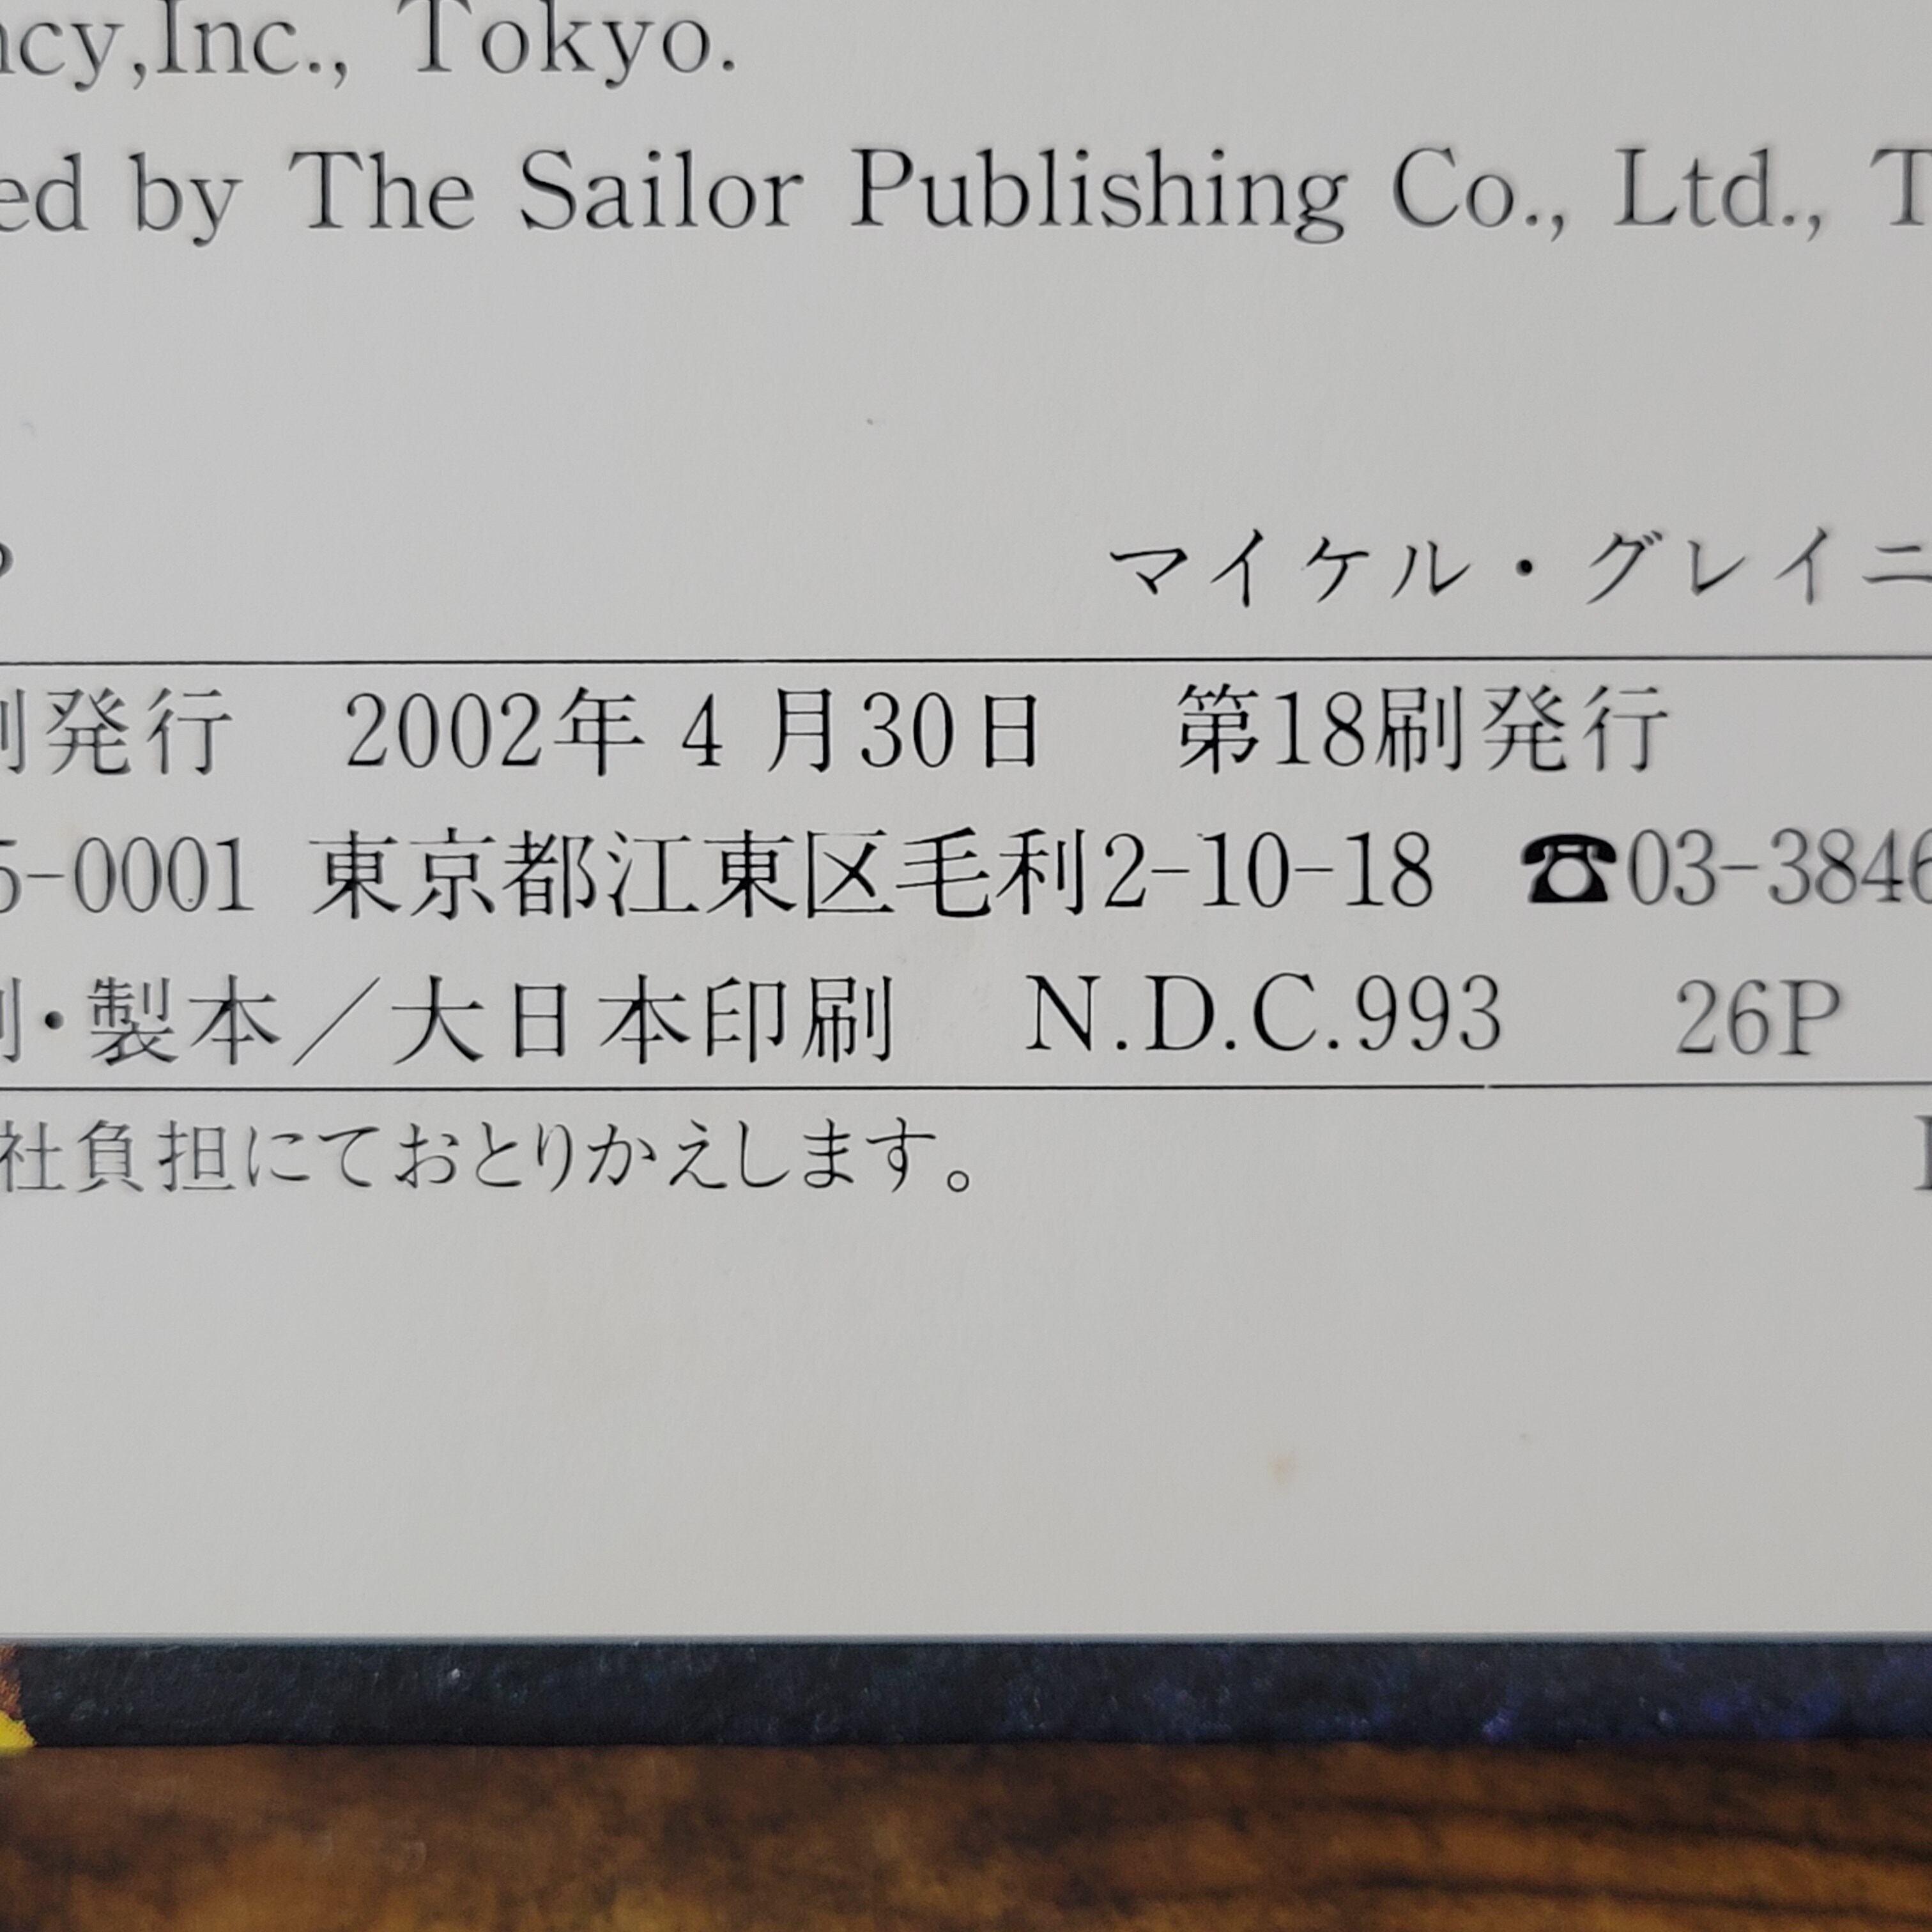 ncy,Inc., Tokyo.
ed by The Sailor Publishing Co., Ltd., T
マイケル・グレイニ
刷発行 2002年4月30日 第18刷発行
5-0001 東京都江東区毛利2-10-18 ☎03-3846
刷・製本／大日本印刷 N.D.C.993 26P
社負担にておとりかえします。